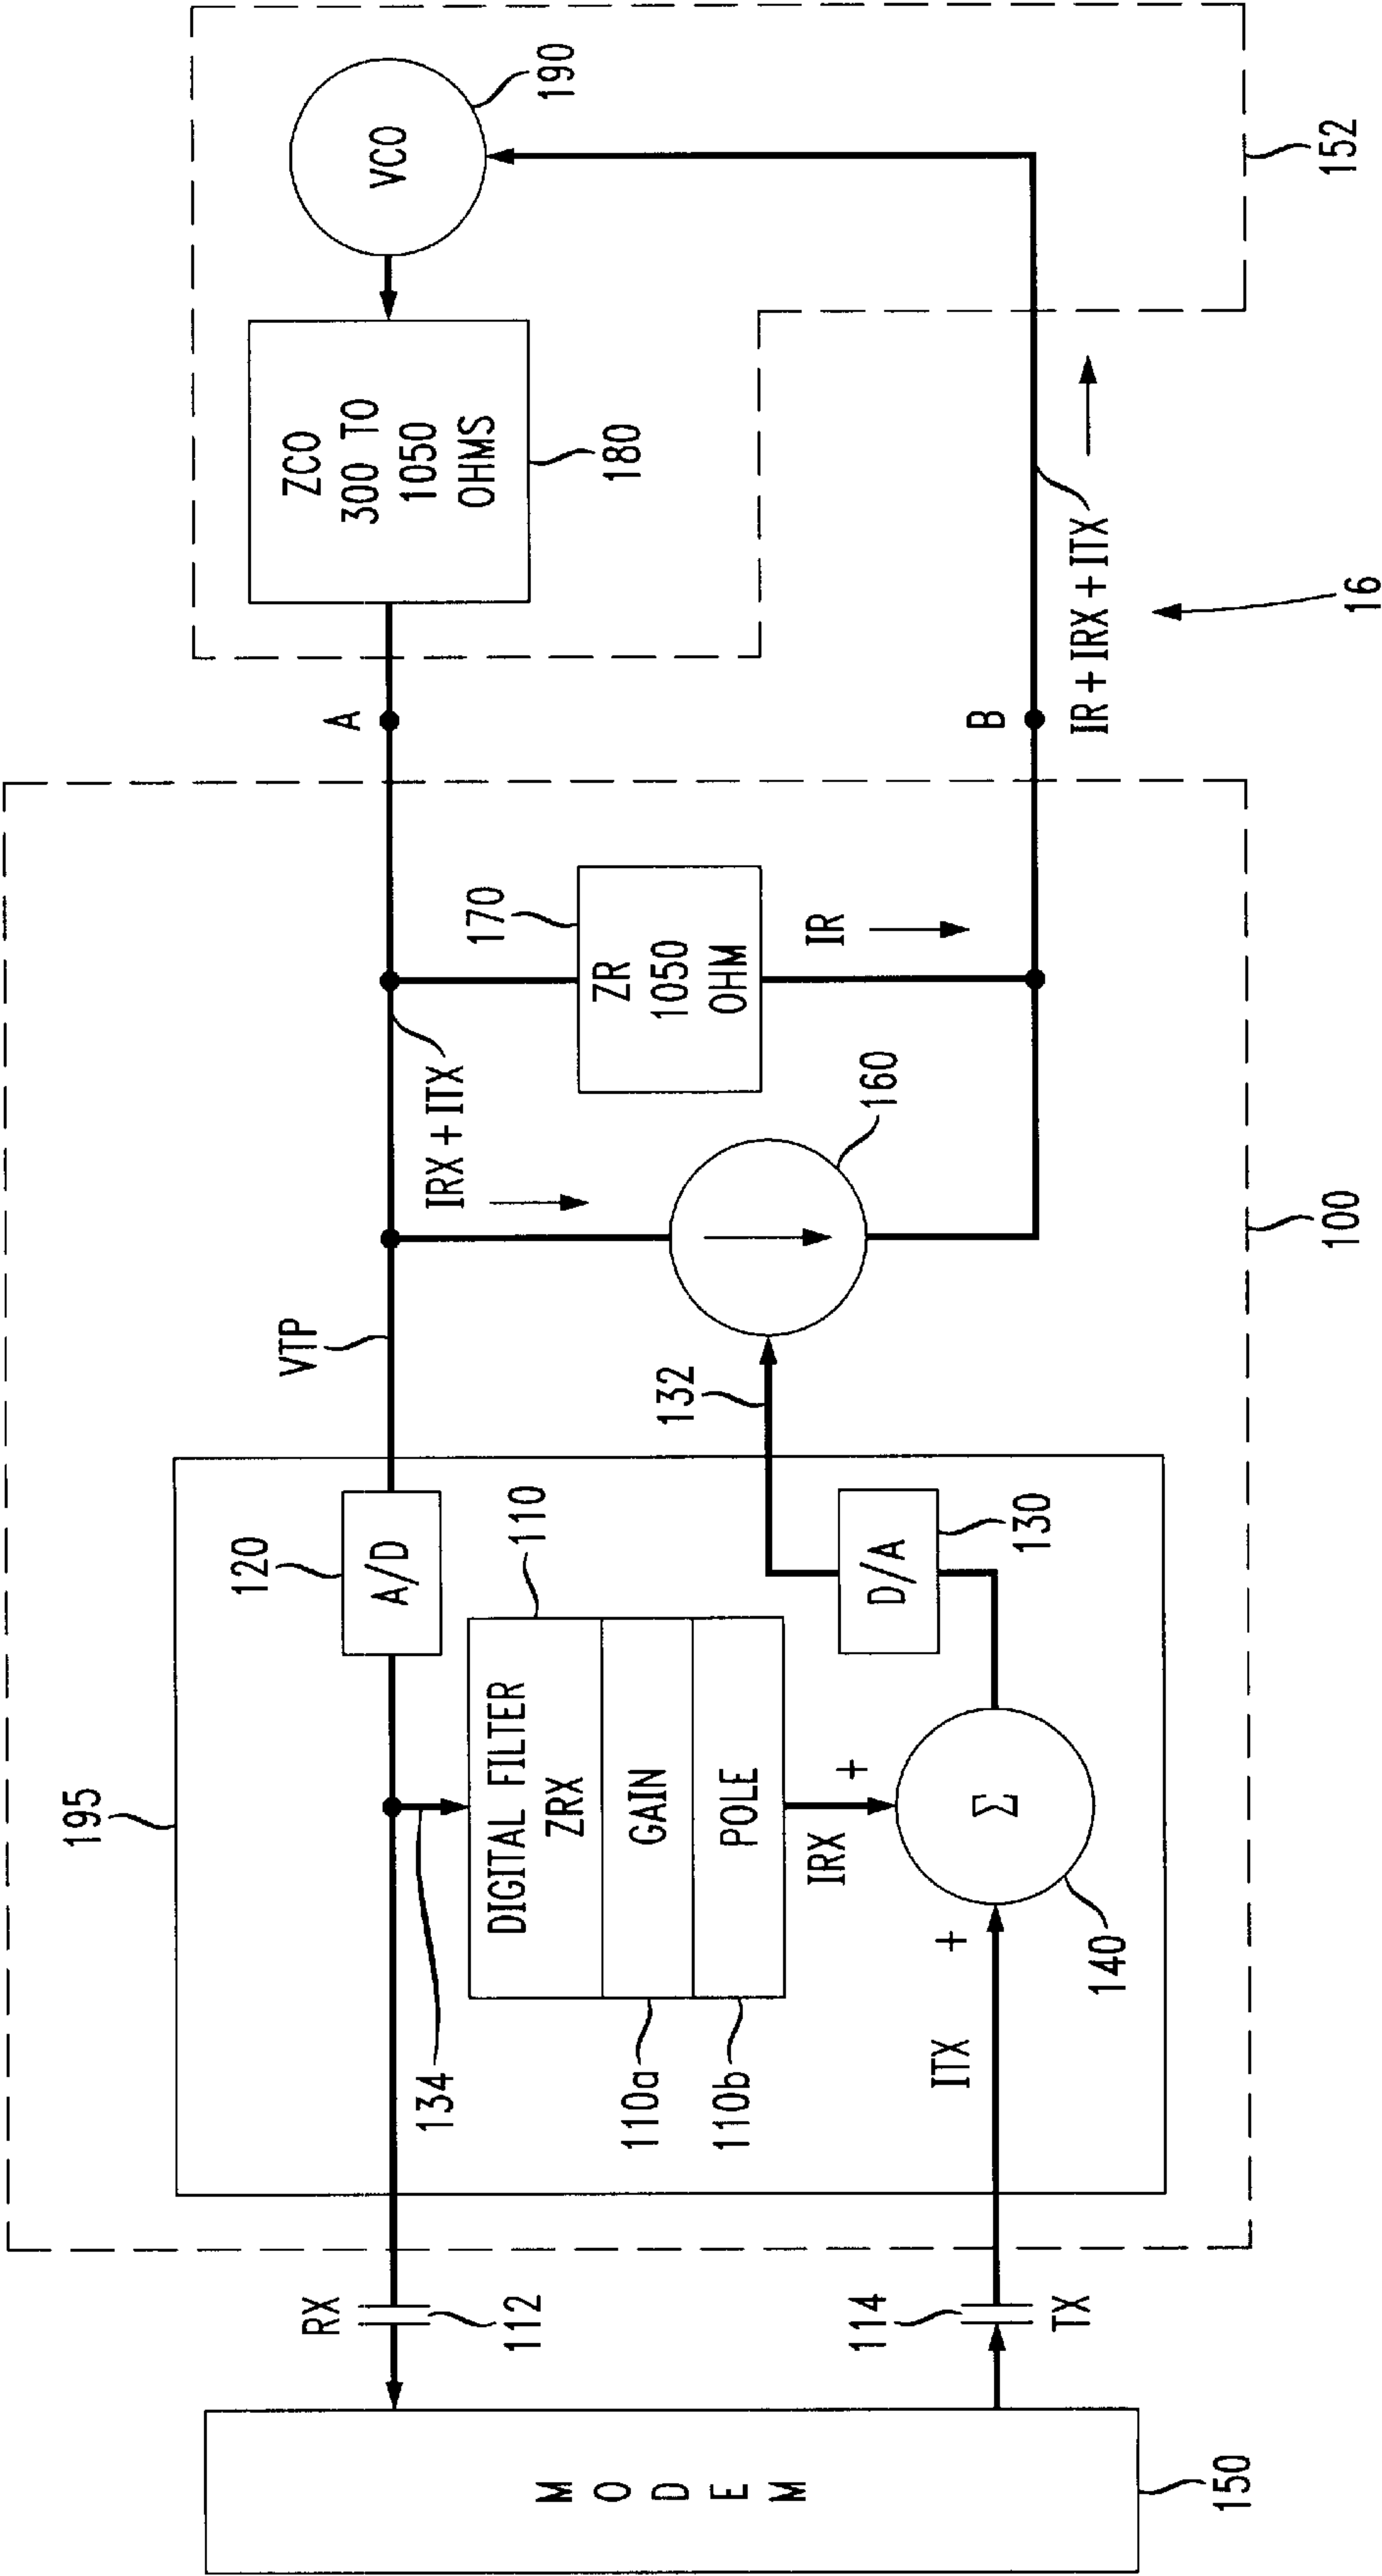 195
120
A/D
134
DIGITAL FILTER
ZRX
GAIN
POLE
110
110a
110b
IRX
+
+
Σ
140
ITX
D/A
130
132
VTP
IRX + ITX
160
170
ZR
1050
OHM
IR
A
B
IR + IRX + ITX
16
ZCO
300 TO
1050
OHMS
180
VCO
190
152
100
RX
112
114
TX
MODEM
150